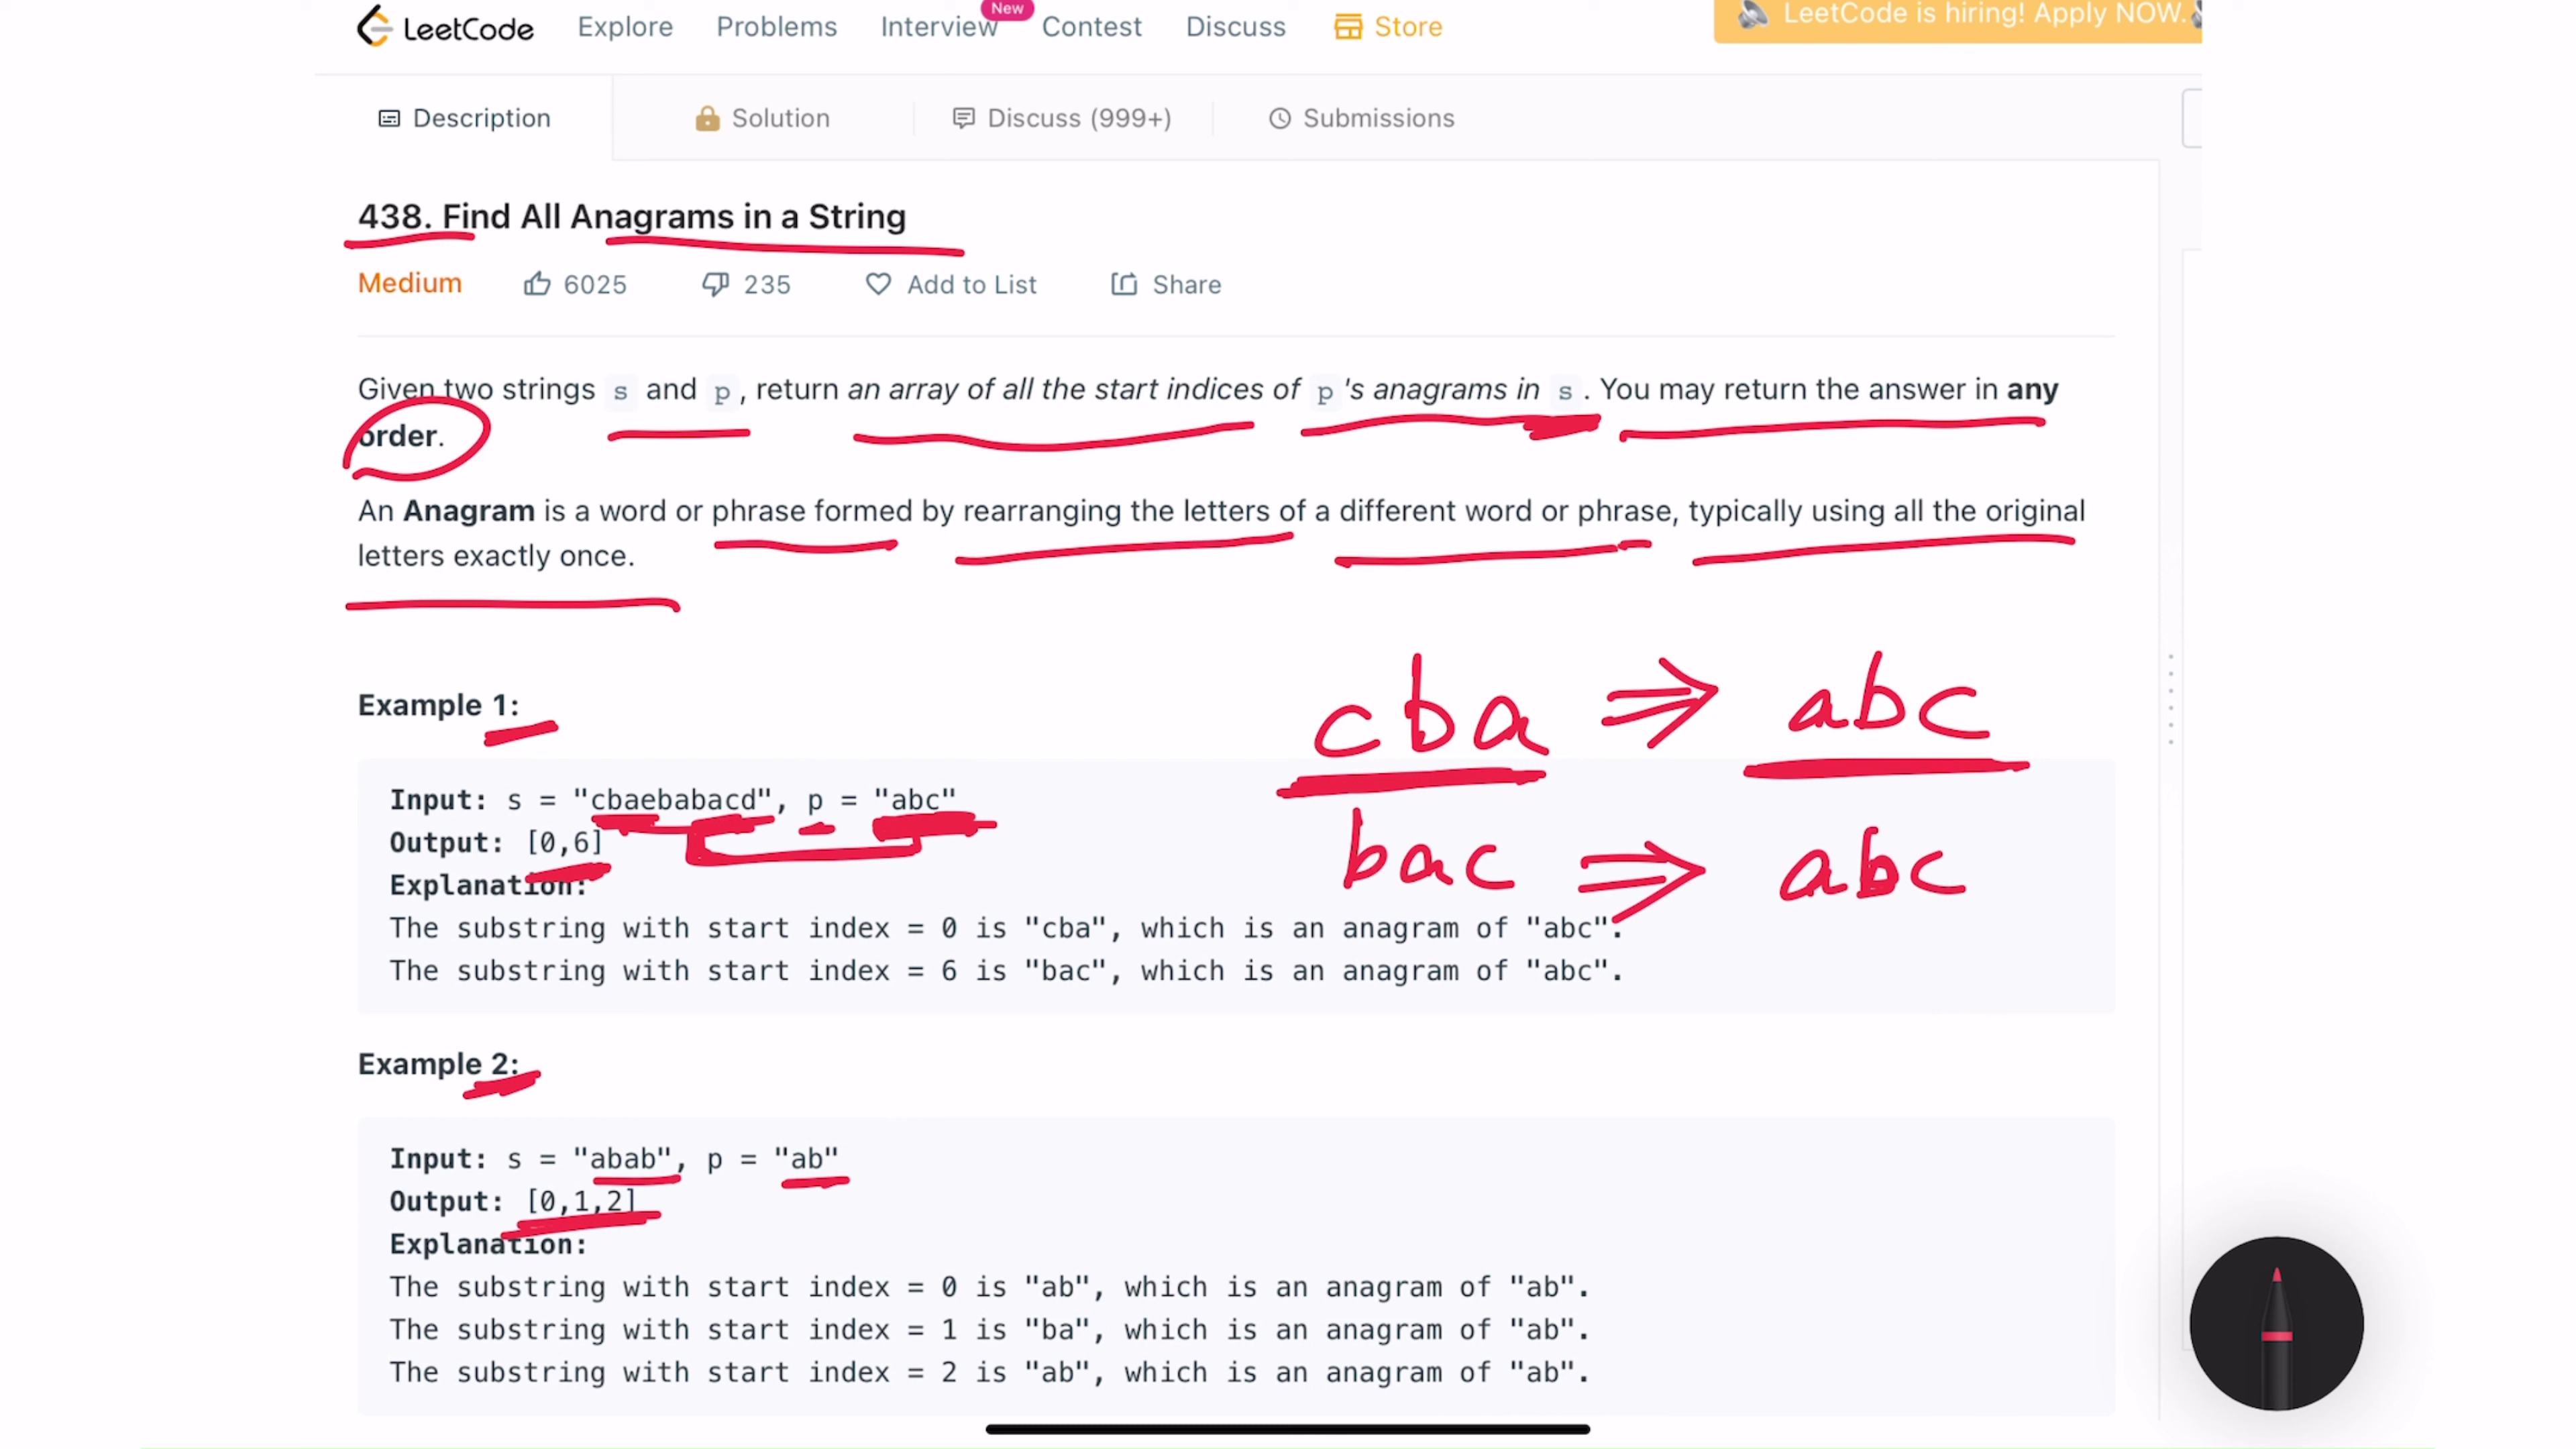 LeetCode Explore Problems Interview New Contest Discuss Store LeetCode is hiring! Apply NOW.
Description Solution Discuss (999+) Submissions
438. Find All Anagrams in a String
Medium 6025 235 Add to List Share
Given two strings s and p, return an array of all the start indices of p's anagrams in s. You may return the answer in any
order.
An Anagram is a word or phrase formed by rearranging the letters of a different word or phrase, typically using all the original
letters exactly once.
cba ⇒ abc
Example 1:
Input: s = "cbaebabacd", p = "abc"
Output: [0,6]
bac ⇒ abc
Explanation:
The substring with start index = 0 is "cba", which is an anagram of "abc".
The substring with start index = 6 is "bac", which is an anagram of "abc".
Example 2:
Input: s = "abab", p = "ab"
Output: [0,1,2]
Explanation:
The substring with start index = 0 is "ab", which is an anagram of "ab".
The substring with start index = 1 is "ba", which is an anagram of "ab".
The substring with start index = 2 is "ab", which is an anagram of "ab".